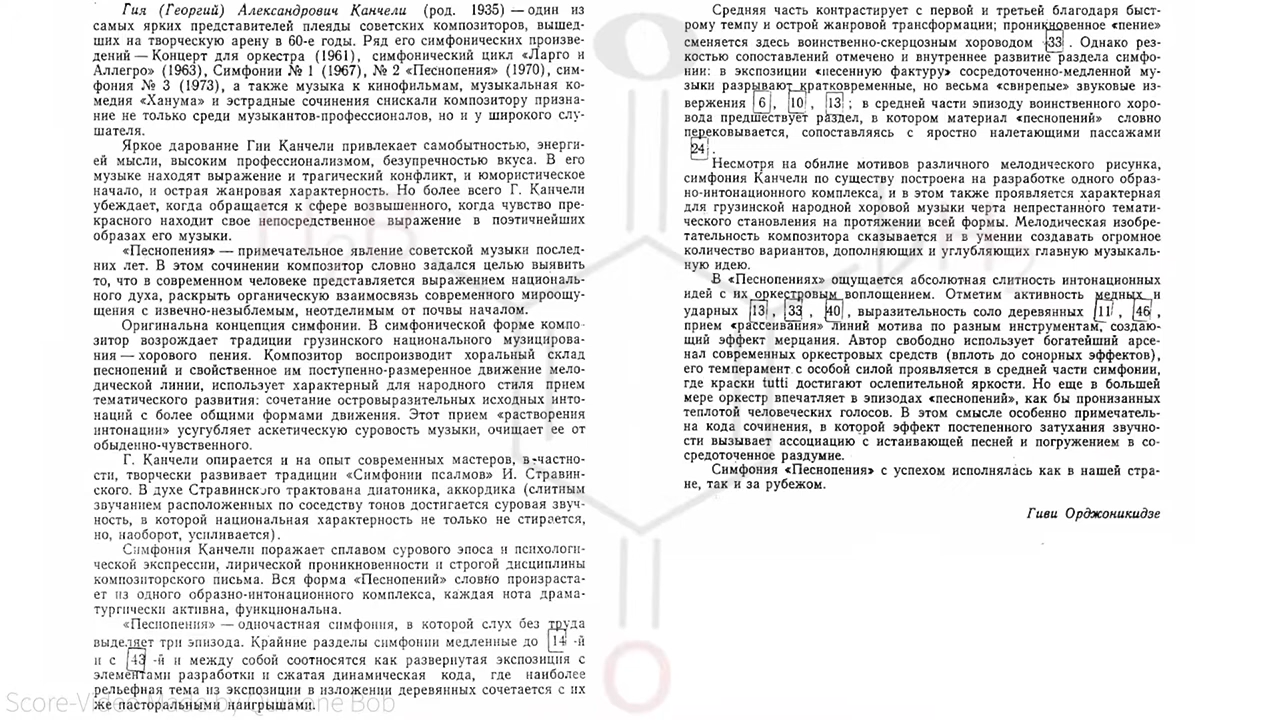 Гия (Георгий) Александрович Канчели (род. 1935) — один из
самых ярких представителей плеяды советских композиторов, вышед-
ших на творческую арену в 60-е годы. Ряд его симфонических произве-
дений — Концерт для оркестра (1961), симфонический цикл «Ларго и
Аллегро» (1963), Симфонии № 1 (1967), № 2 «Песнопения» (1970), сим-
фония № 3 (1973), а также музыка к кинофильмам, музыкальная ко-
медия «Ханума» и эстрадные сочинения снискали композитору призна-
ние не только среди музыкантов-профессионалов, но и у широкого слу-
шателя.
Яркое дарование Гии Канчели привлекает самобытностью, энерги-
ей мысли, высоким профессионализмом, безупречностью вкуса. В его
музыке находят выражение и трагический конфликт, и юмористическое
начало, и острая жанровая характерность. Но более всего Г. Канчели
убеждает, когда обращается к сфере возвышенного, когда чувство пре-
красного находит свое непосредственное выражение в поэтичнейших
образах его музыки.
«Песнопения» — примечательное явление советской музыки послед-
них лет. В этом сочинении композитор словно задался целью выявить
то, что в современном человеке представляется выражением националь-
ного духа, раскрыть органическую взаимосвязь современного мироощу-
щения с извечно-незыблемым, неотделимым от почвы началом.
Оригинальна концепция симфонии. В симфонической форме компо-
зитор возрождает традиции грузинского национального музицирова-
ния — хорового пения. Композитор воспроизводит хоральный склад
песнопений и свойственное им поступенно-размеренное движение мело-
дической линии, использует характерный для народного стиля прием
тематического развития: сочетание островыразительных исходных инто-
наций с более общими формами движения. Этот прием «растворения
интонации» усугубляет аскетическую суровость музыки, очищает ее от
обыденно-чувственного.
Г. Канчели опирается и на опыт современных мастеров, в частно-
сти, творчески развивает традиции «Симфонии псалмов» И. Стравин-
ского. В духе Стравинского трактована диатоника, аккордика (слитным
звучанием расположенных по соседству тонов достигается суровая звуч-
ность, в которой национальная характерность не только не стирается,
но, наоборот, усиливается).
Симфония Канчели поражает сплавом сурового эпоса и психологи-
ческой экспрессии, лирической проникновенности и строгой дисциплины
композиторского письма. Вся форма «Песнопений» словно произраста-
ет из одного образно-интонационного комплекса, каждая нота драма-
тургически активна, функциональна.
«Песнопения» — одночастная симфония, в которой слух без труда
выделяет три эпизода. Крайние разделы симфонии медленные до 14 -й
и с 43 -й и между собой соотносятся как развернутая экспозиция с
элементами разработки и сжатая динамическая кода, где наиболее
рельефная тема из экспозиции в изложении деревянных сочетается с их
же пасторальными наигрышами.
Средняя часть контрастирует с первой и третьей благодаря быст-
рому темпу и острой жанровой трансформации; проникновенное «пение»
сменяется здесь воинственно-скерцозным хороводом 33 . Однако рез-
костью сопоставлений отмечено и внутреннее развитие раздела симфо-
нии: в экспозиции «песенную фактуру» сосредоточенно-медленной му-
зыки разрывают кратковременные, но весьма «свирепые» звуковые из-
вержения 6 , 10 , 13 ; в средней части эпизоду воинственного хоро-
вода предшествует раздел, в котором материал «песнопений» словно
перековывается, сопоставляясь с яростно налетающими пассажами
24 .
Несмотря на обилие мотивов различного мелодического рисунка,
симфония Канчели по существу построена на разработке одного образ-
но-интонационного комплекса, и в этом также проявляется характерная
для грузинской народной хоровой музыки черта непрестанного темати-
ческого становления на протяжении всей формы. Мелодическая изобре-
тательность композитора сказывается и в умении создавать огромное
количество вариантов, дополняющих и углубляющих главную музыкаль-
ную идею.
В «Песнопениях» ощущается абсолютная слитность интонационных
идей с их оркестровым воплощением. Отметим активность медных и
ударных 13 , 33 , 40 , выразительность соло деревянных 11 , 46 ,
прием «рассеивания» линий мотива по разным инструментам, создаю-
щий эффект мерцания. Автор свободно использует богатейший арсе-
нал современных оркестровых средств (вплоть до сонорных эффектов),
его темперамент с особой силой проявляется в средней части симфонии,
где краски tutti достигают ослепительной яркости. Но еще в большей
мере оркестр впечатляет в эпизодах «песнопений», как бы пронизанных
теплотой человеческих голосов. В этом смысле особенно примечатель-
на кода сочинения, в которой эффект постепенного затухания звучно-
сти вызывает ассоциацию с истаивающей песней и погружением в со-
средоточенное раздумие.
Симфония «Песнопения» с успехом исполнялась как в нашей стра-
не, так и за рубежом.
Гиви Орджоникидзе
Score-Video Made by Quinone Bob